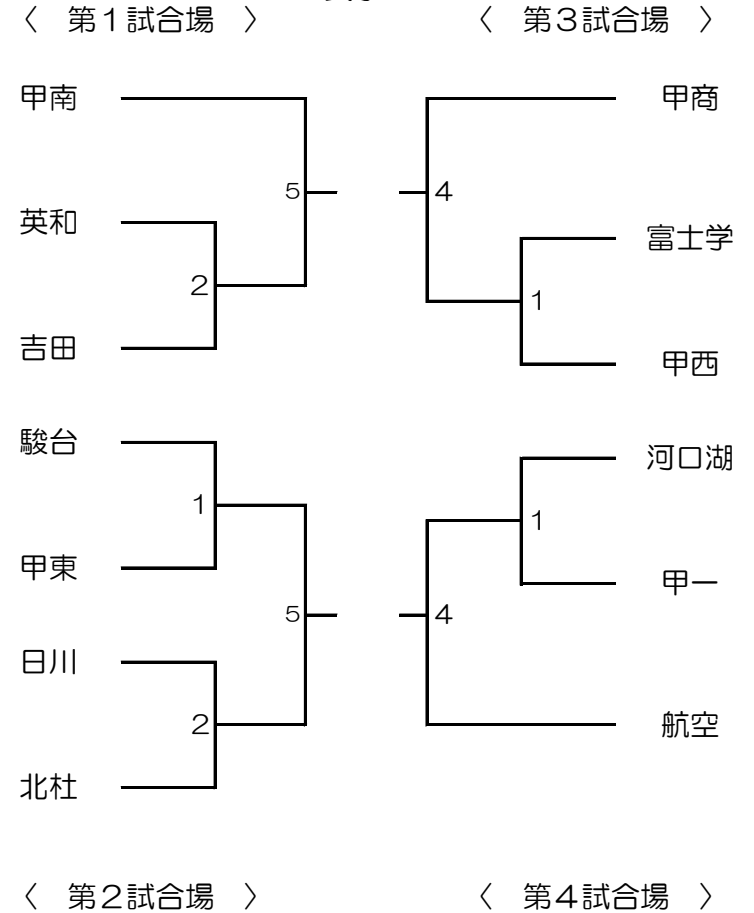 〈 第1試合場 〉 〈 第3試合場 〉
甲南 甲商
5 4
英和 富士学
2 1
吉田 甲西
駿台 河口湖
1 1
甲東 甲一
5 4
日川
2 航空
北杜
〈 第2試合場 〉 〈 第4試合場 〉